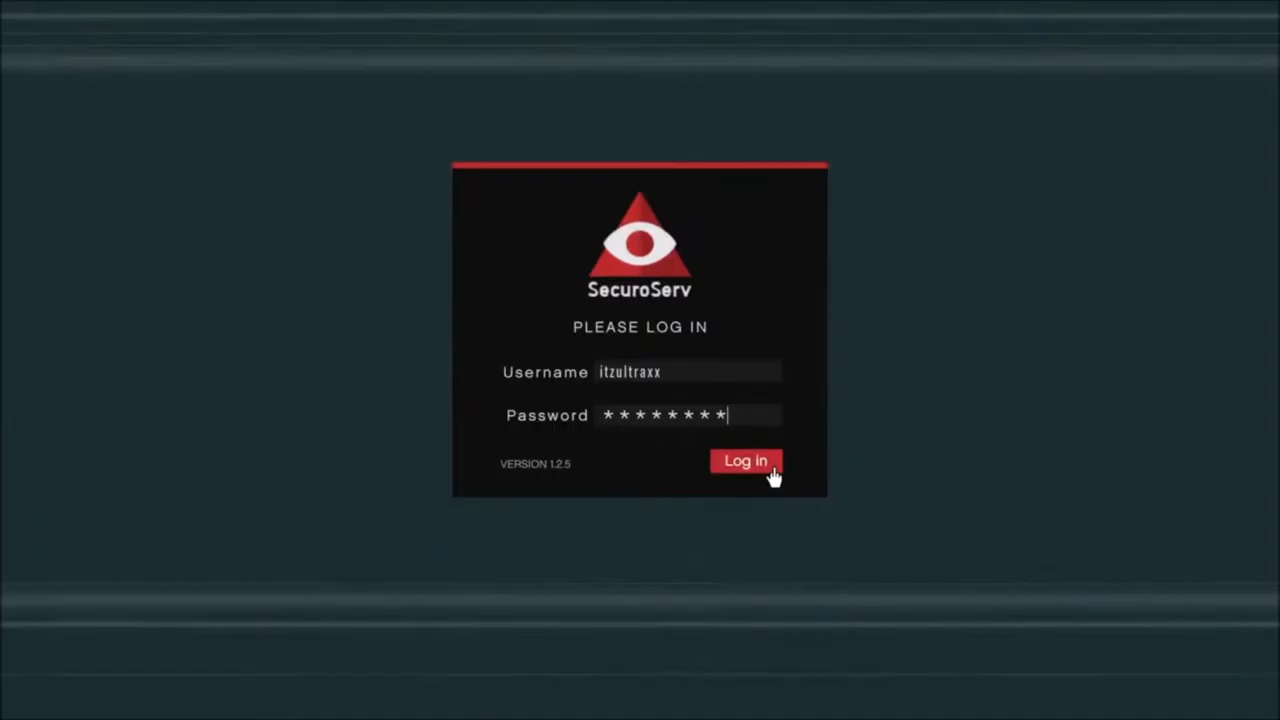 SecuroServ
PLEASE LOG IN
Username itzultraxx
Password ********
VERSION 1.2.5 Log in